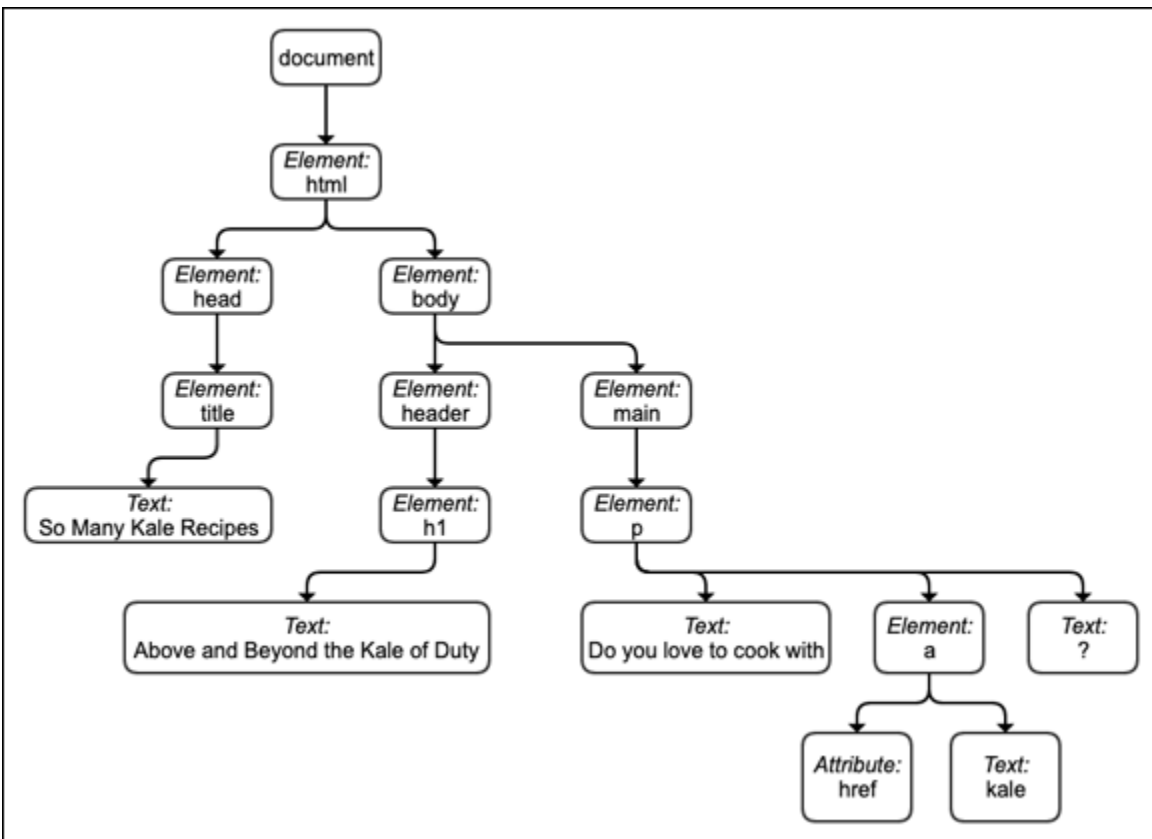 document
Element:
html
Element:
head
Element:
body
Element:
title
Element:
header
Element:
main
Text:
So Many Kale Recipes
Element:
h1
Element:
p
Text:
Above and Beyond the Kale of Duty
Text:
Do you love to cook with
Element:
a
Text:
?
Attribute:
href
Text:
kale